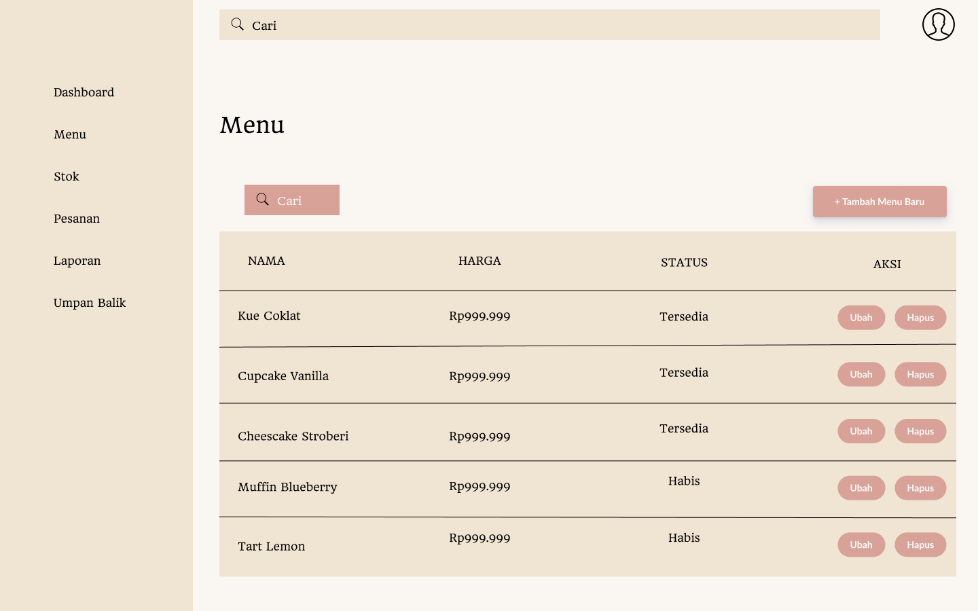 Cari
Dashboard
Menu
Stok
Pesanan
Laporan
Umpan Balik
Menu
Cari
+ Tambah Menu Baru
NAMA HARGA STATUS AKSI
Kue Coklat Rp999.999 Tersedia Ubah Hapus
Cupcake Vanilla Rp999.999 Tersedia Ubah Hapus
Cheescake Stroberi Rp999.999 Tersedia Ubah Hapus
Muffin Blueberry Rp999.999 Habis Ubah Hapus
Tart Lemon Rp999.999 Habis Ubah Hapus